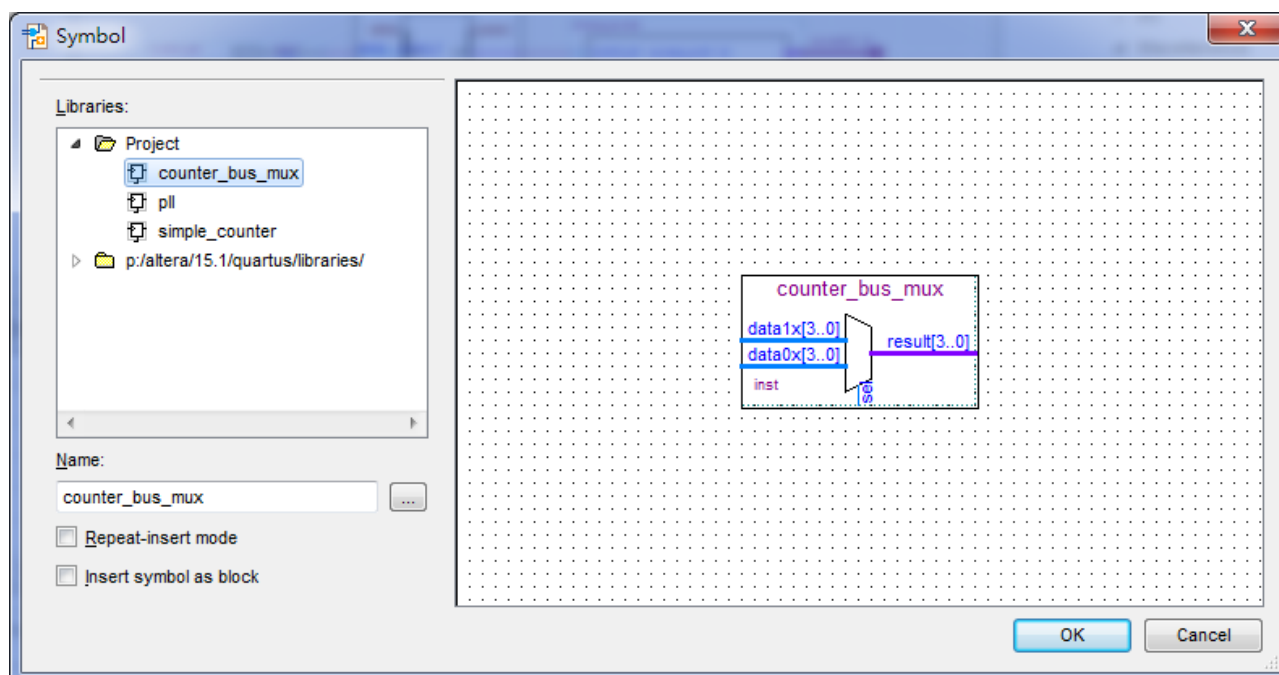 Symbol
Libraries:
Project
counter_bus_mux
pll
simple_counter
p:/altera/15.1/quartus/libraries/
Name:
counter_bus_mux
...
Repeat-insert mode
Insert symbol as block
counter_bus_mux
data1x[3..0]
result[3..0]
data0x[3..0]
inst
OK
Cancel